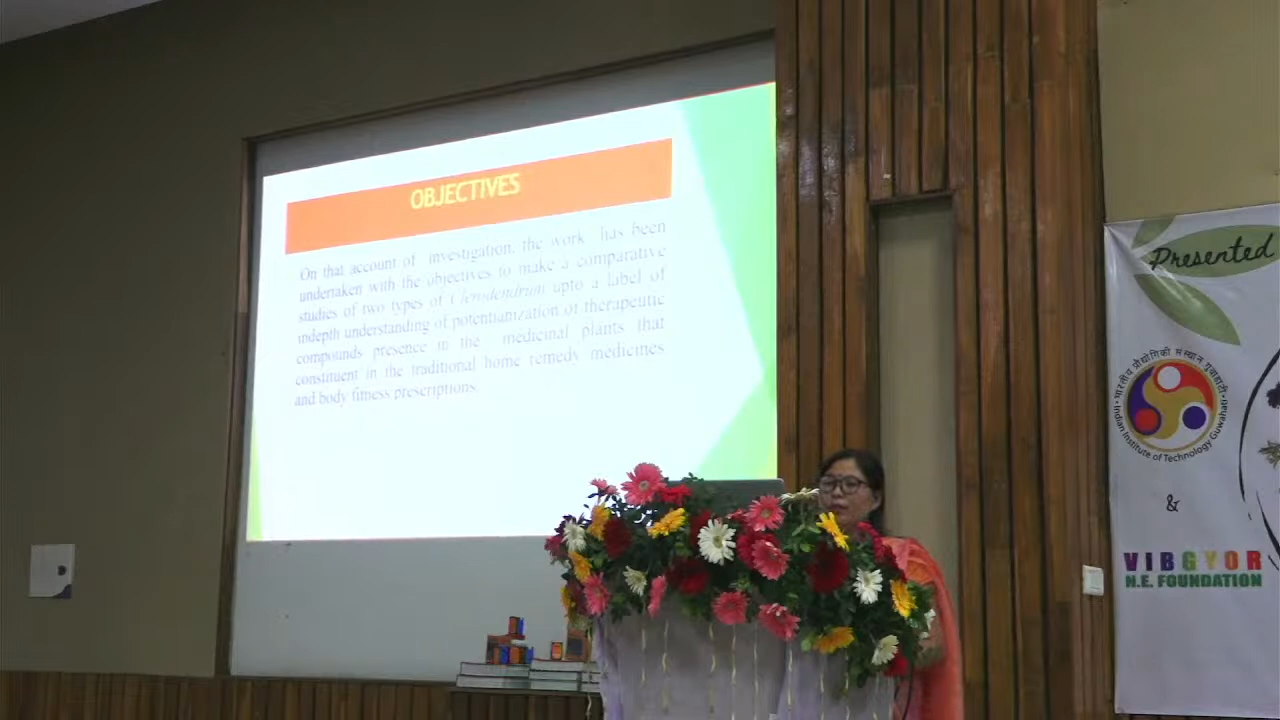 OBJECTIVES
On that account of investigation, the work has been
undertaken with the objectives to make a comparative
studies of two types of Clerodendrum upto a label of
indepth understanding of potentianization of therapeutic
compounds presence in the medicinal plants that
constituent in the traditional home remedy medicines
and body fitness prescriptions.
Presented
भारतीय प्रौद्योगिकी संस्थान गुवाहाटी
Indian Institute of Technology Guwahati
&
VIBGYOR
N.E. FOUNDATION